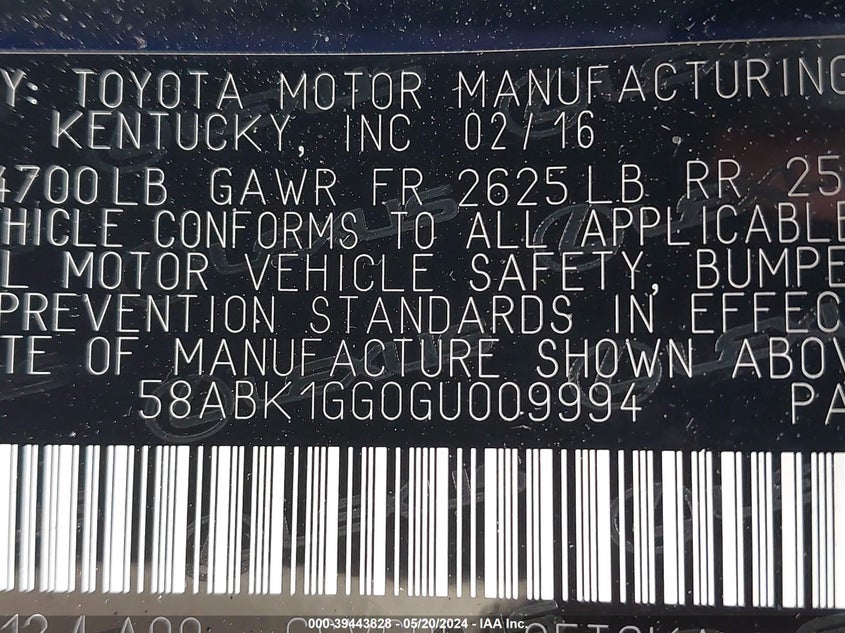 Y: TOYOTA MOTOR MANUFACTURING
KENTUCKY, INC 02/16
4700LB GAWR FR 2625LB RR 25
HICLE CONFORMS TO ALL APPLICABLE
L MOTOR VEHICLE SAFETY, BUMPE
PREVENTION STANDARDS IN EFFEC
TE OF MANUFACTURE SHOWN ABOV
58ABK1GG0GU009994 PA
000-39443828 - 05/20/2024 - IAA Inc.